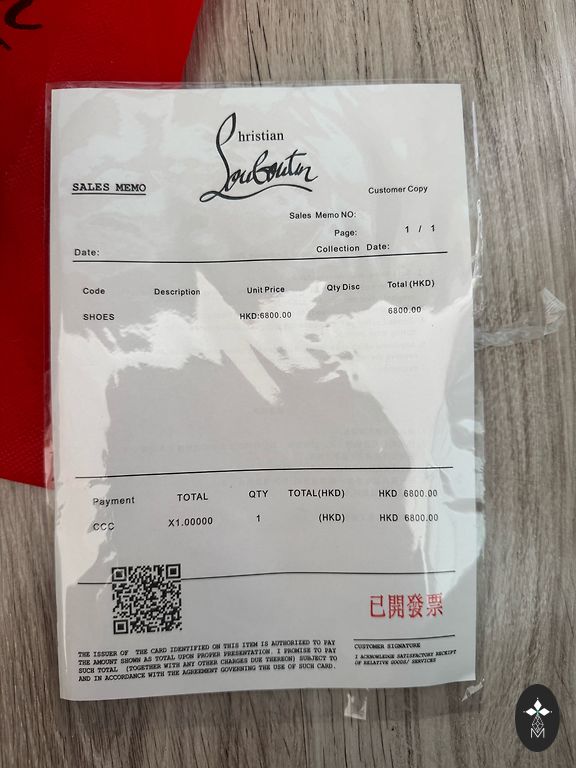 Christian
Louboutin
SALES MEMO
Customer Copy
Sales Memo NO:
Page: 1 / 1
Date: Collection Date:
Code Description Unit Price Qty Disc Total (HKD)
SHOES HKD:6800.00 6800.00
Payment TOTAL QTY TOTAL(HKD) HKD 6800.00
CCC X1.00000 1 (HKD) HKD 6800.00
已開發票
THE ISSUER OF THE CARD IDENTIFIED ON THIS ITEM IS AUTHORIZED TO PAY
THE AMOUNT SHOWN AS TOTAL UPON PROPER PRESENTATION. I PROMISE TO PAY
SUCH TOTAL (TOGETHER WITH ANY OTHER CHARGES DUE THEREON) SUBJECT TO
AND IN ACCORDANCE WITH THE AGREEMENT GOVERNING THE USE OF SUCH CARD.
CUSTOMER SIGNATURE
I ACKNOWLEDGE SATISFACTORY RECEIPT
OF RELATIVE GOODS/ SERVICES
M